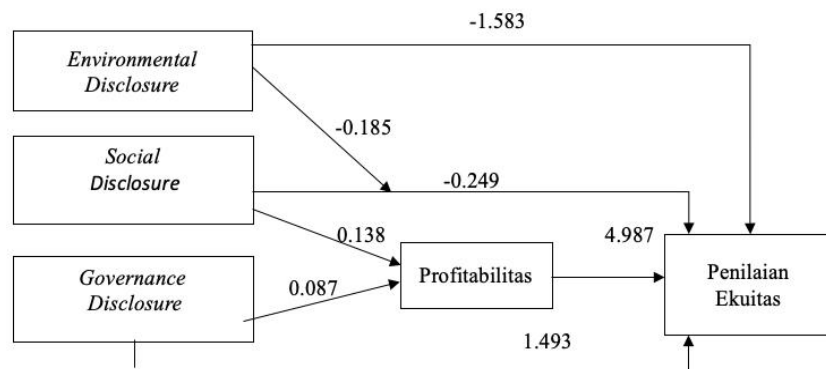 -1.583
Environmental
Disclosure
-0.185
Social
Disclosure
-0.249
0.138
4.987
Governance
Disclosure
0.087
Profitabilitas
Penilaian
Ekuitas
1.493